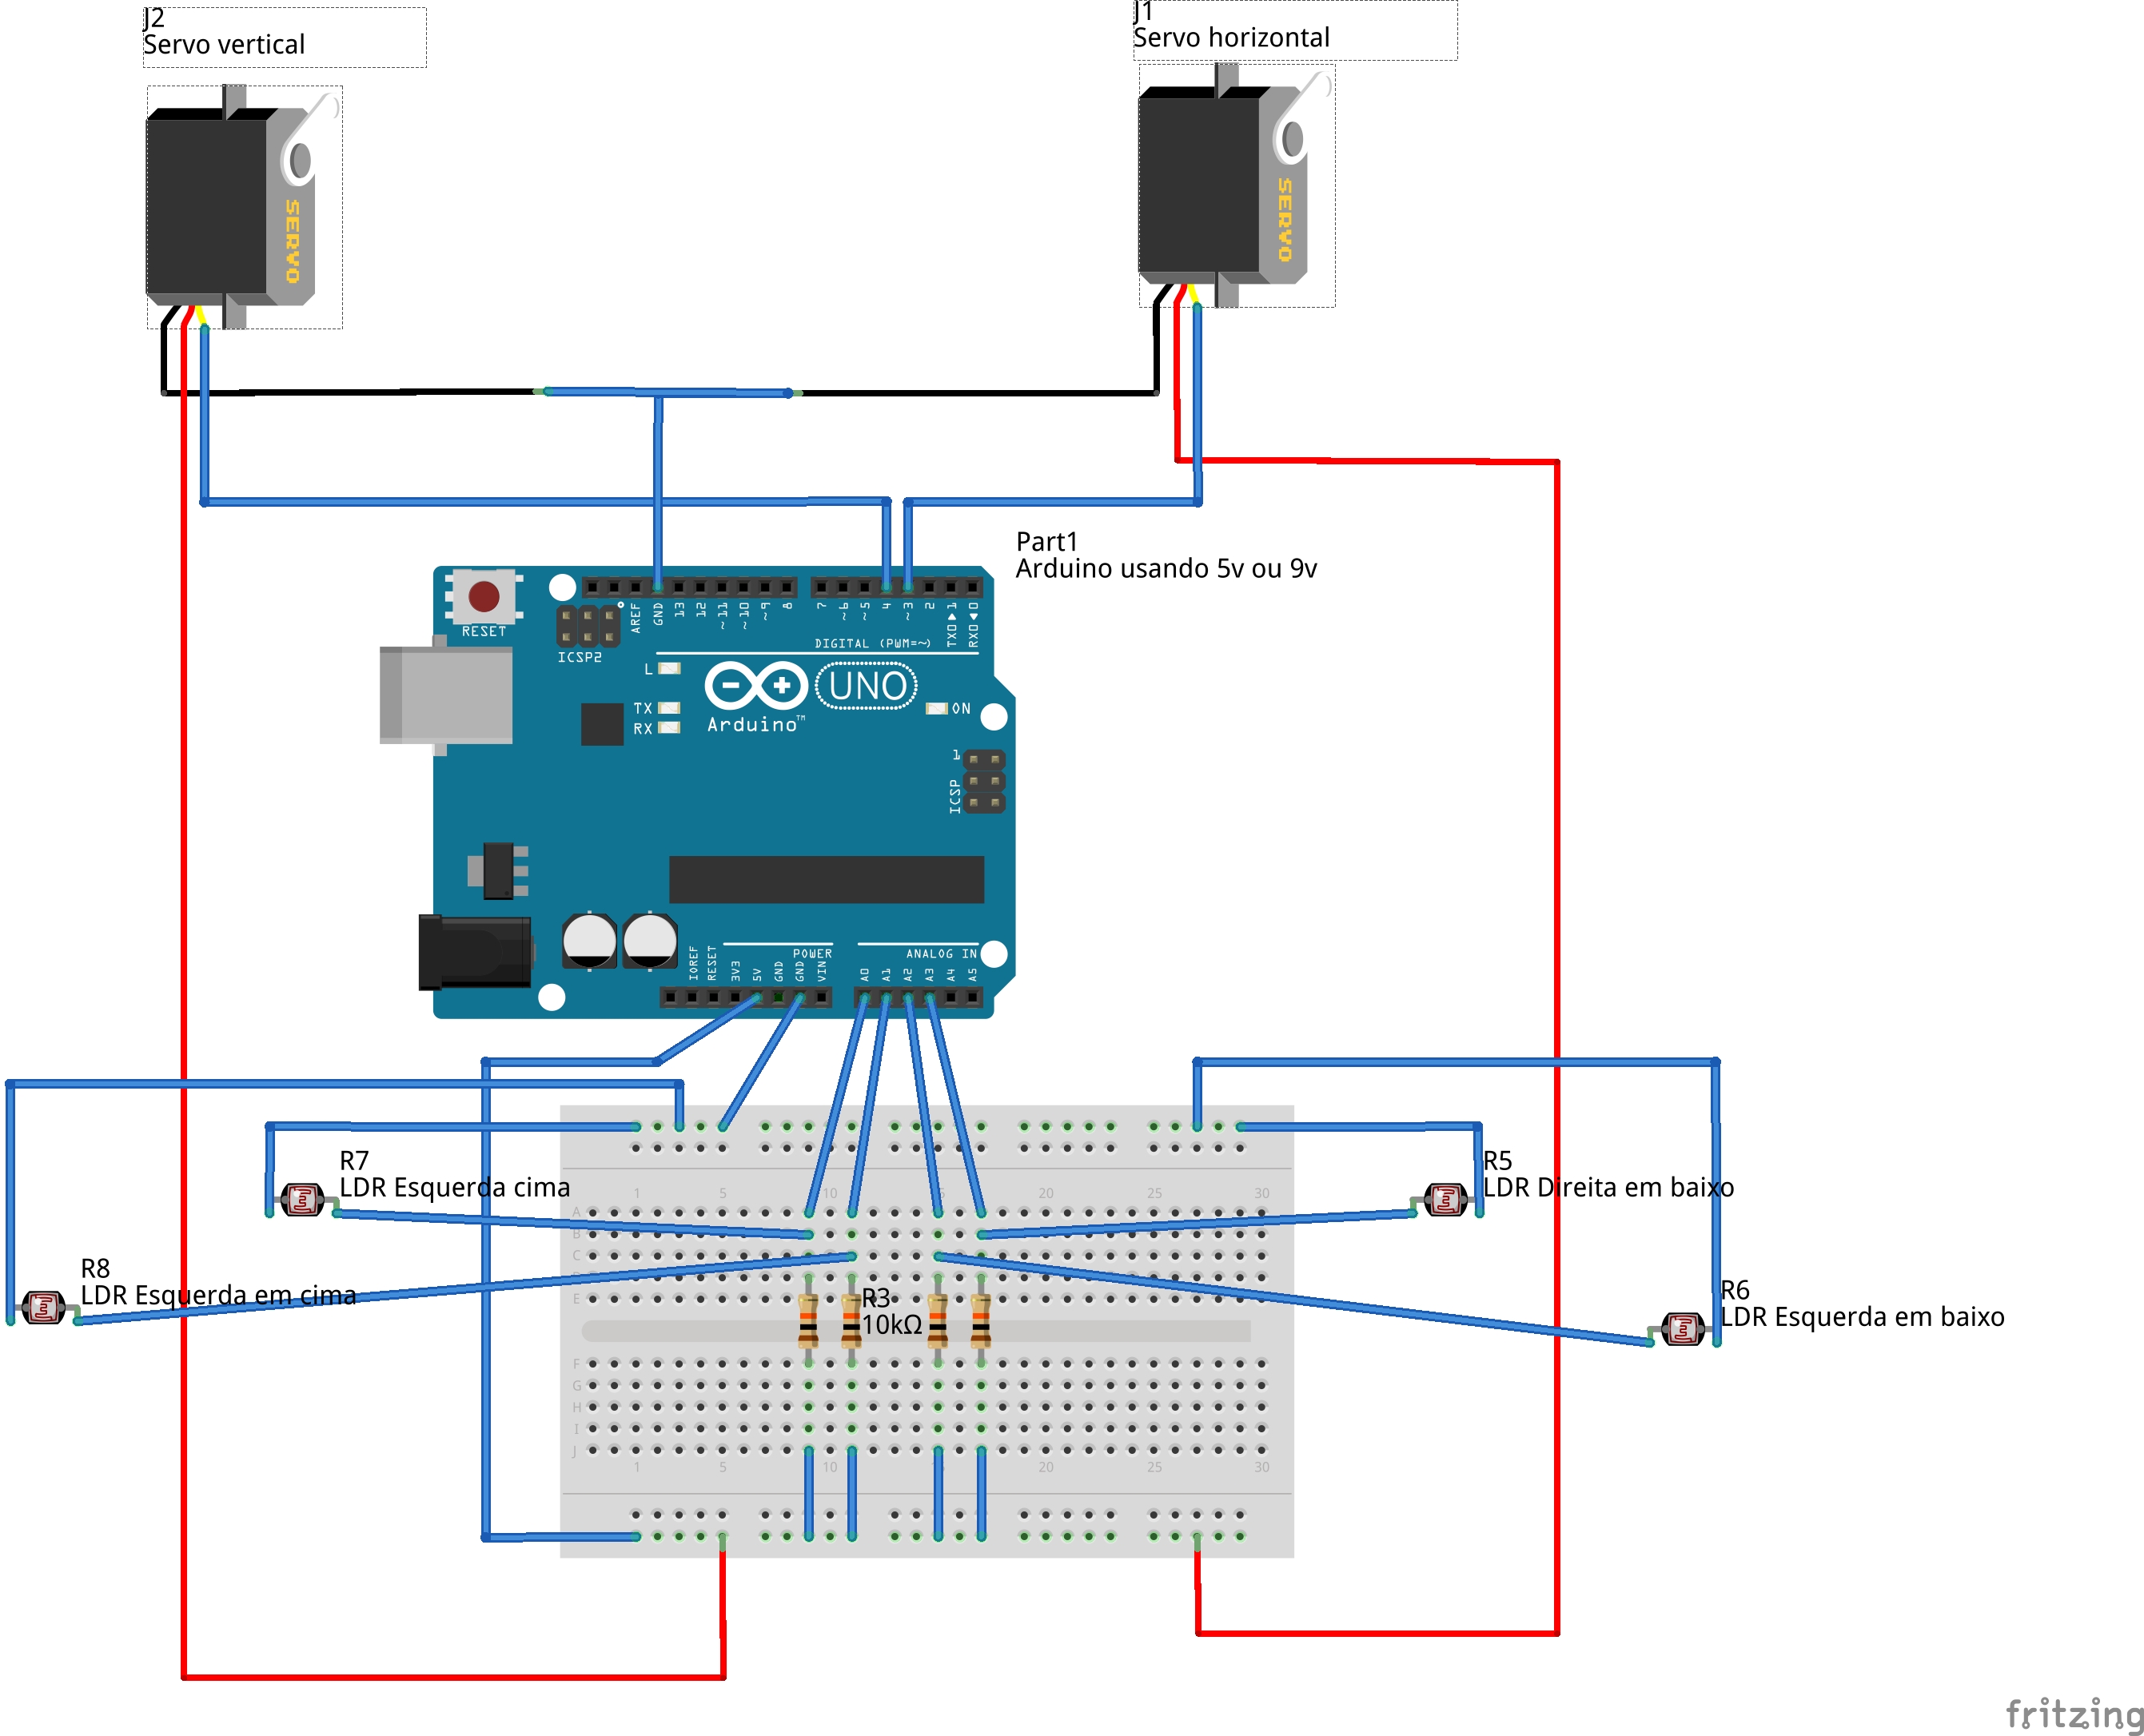 J2
Servo vertical
J1
Servo horizontal
SERVO
SERVO
Part1
Arduino usando 5v ou 9v
RESET
ICSP2
AREF
GND
13
12
~11
~10
~9
8
7
~6
~5
4
~3
2
TX0 ▶ 1
RX0 ◀ 0
DIGITAL (PWM=~)
L
TX
RX
Arduino™
UNO
ON
1
ICSP
IOREF
RESET
3V3
5V
GND
GND
VIN
POWER
A0
A1
A2
A3
A4
A5
ANALOG IN
R7
LDR Esquerda cima
R5
LDR Direita em baixo
R8
LDR Esquerda em cima
R6
LDR Esquerda em baixo
R3
10kΩ
1 5 10 15 20 25 30
A
B
C
D
E
F
G
H
I
J
1 5 10 15 20 25 30
fritzing